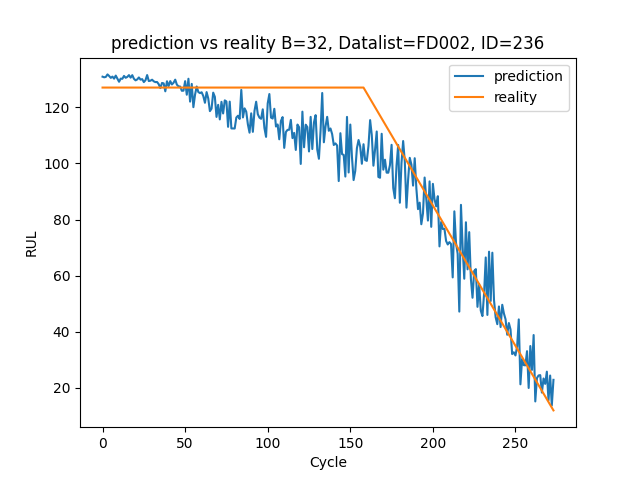 prediction vs reality B=32, Datalist=FD002, ID=236
prediction
reality
RUL
120
100
80
60
40
20
0 50 100 150 200 250
Cycle